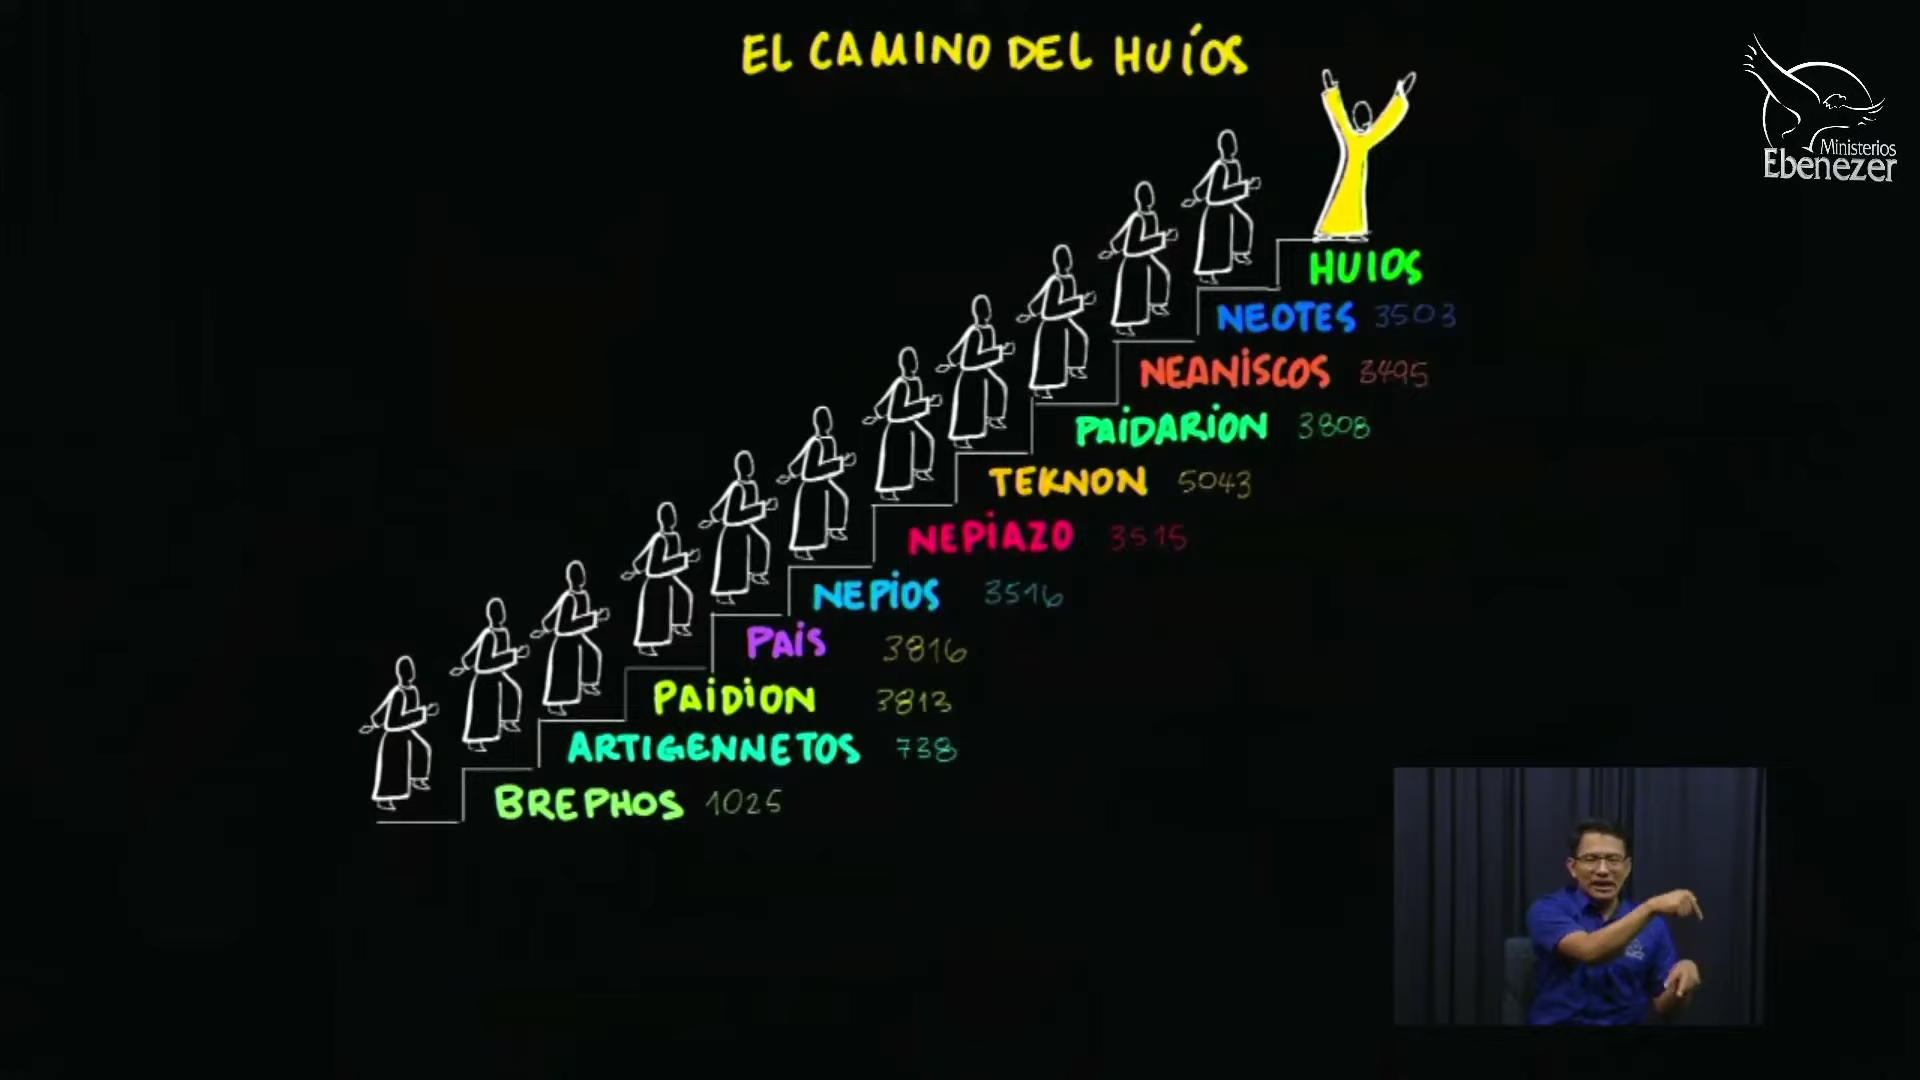 EL CAMINO DEL HUÍOS
Ministerios
Ebenezer
HUIOS
NEOTES 3503
NEANISCOS 3495
PAIDARION 3808
TEKNON 5043
NEPIAZO 3515
NEPIOS 3516
PAIS 3816
PAIDION 3813
ARTIGENNETOS 738
BREPHOS 1025